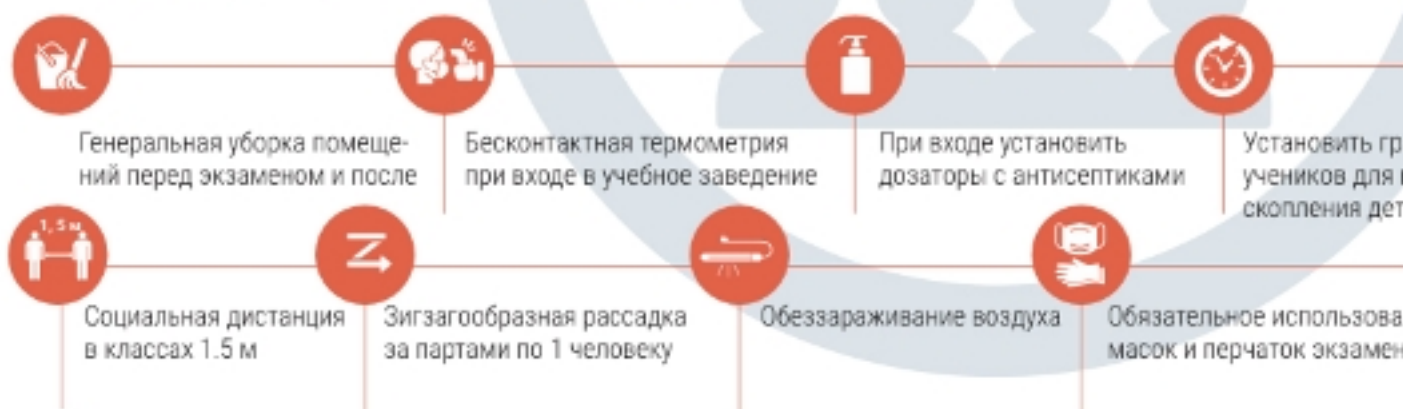 Генеральная уборка помеще-
ний перед экзаменом и после
Бесконтактная термометрия
при входе в учебное заведение
При входе установить
дозаторы с антисептиками
Установить
учеников для
скопления
1,5 м
Социальная дистанция
в классах 1.5 м
Зигзагообразная рассадка
за партами по 1 человеку
Обеззараживание воздуха
Обязательное
масок и перчаток